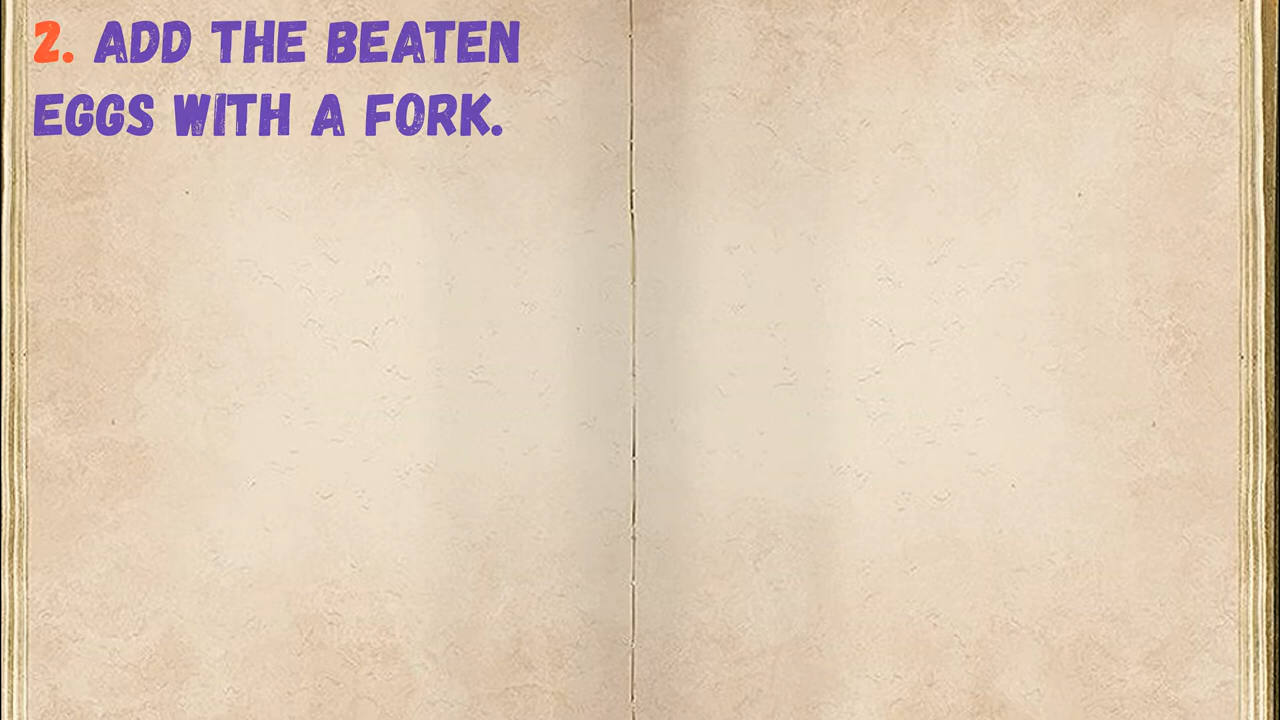 2. ADD THE BEATEN
EGGS WITH A FORK.